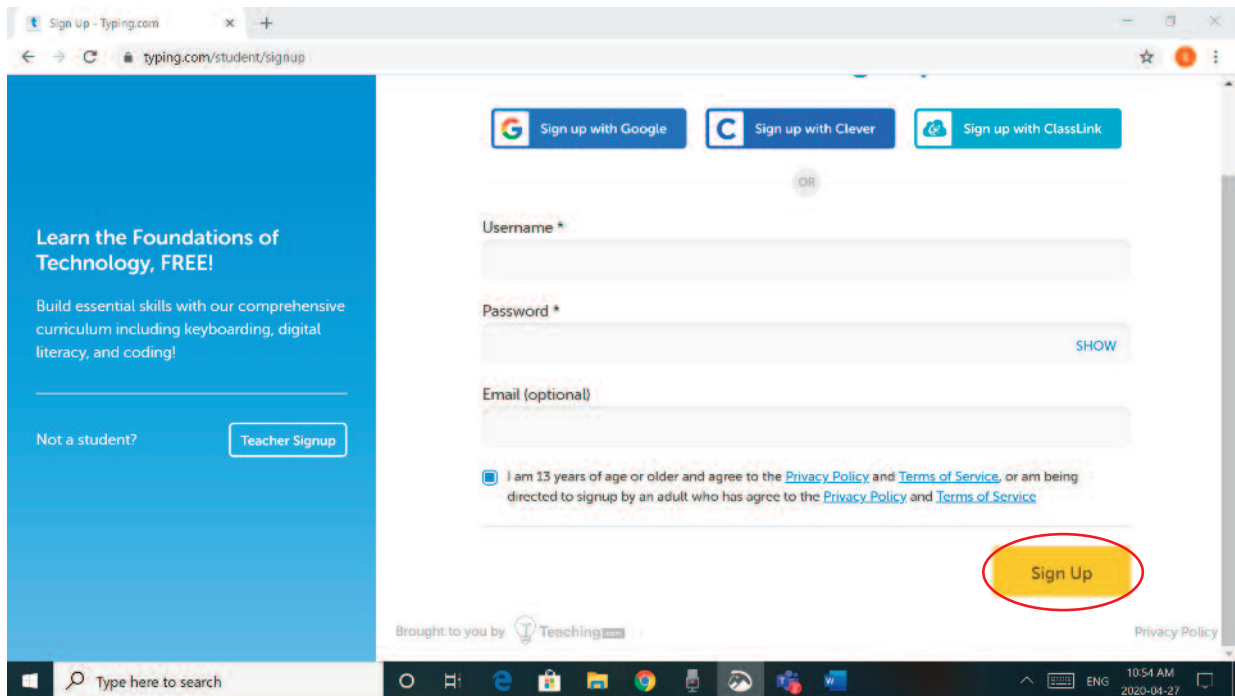 Sign Up - Typing.com
typing.com/student/signup
Sign up with Google
Sign up with Clever
Sign up with ClassLink
OR
Learn the Foundations of
Technology, FREE!
Build essential skills with our comprehensive
curriculum including keyboarding, digital
literacy, and coding!
Not a student?
Teacher Signup
Username *
Password *
SHOW
Email (optional)
I am 13 years of age or older and agree to the Privacy Policy and Terms of Service, or am being
directed to signup by an adult who has agree to the Privacy Policy and Terms of Service
Sign Up
Brought to you by Teaching.com
Privacy Policy
Type here to search
ENG
10:54 AM
2020-04-27